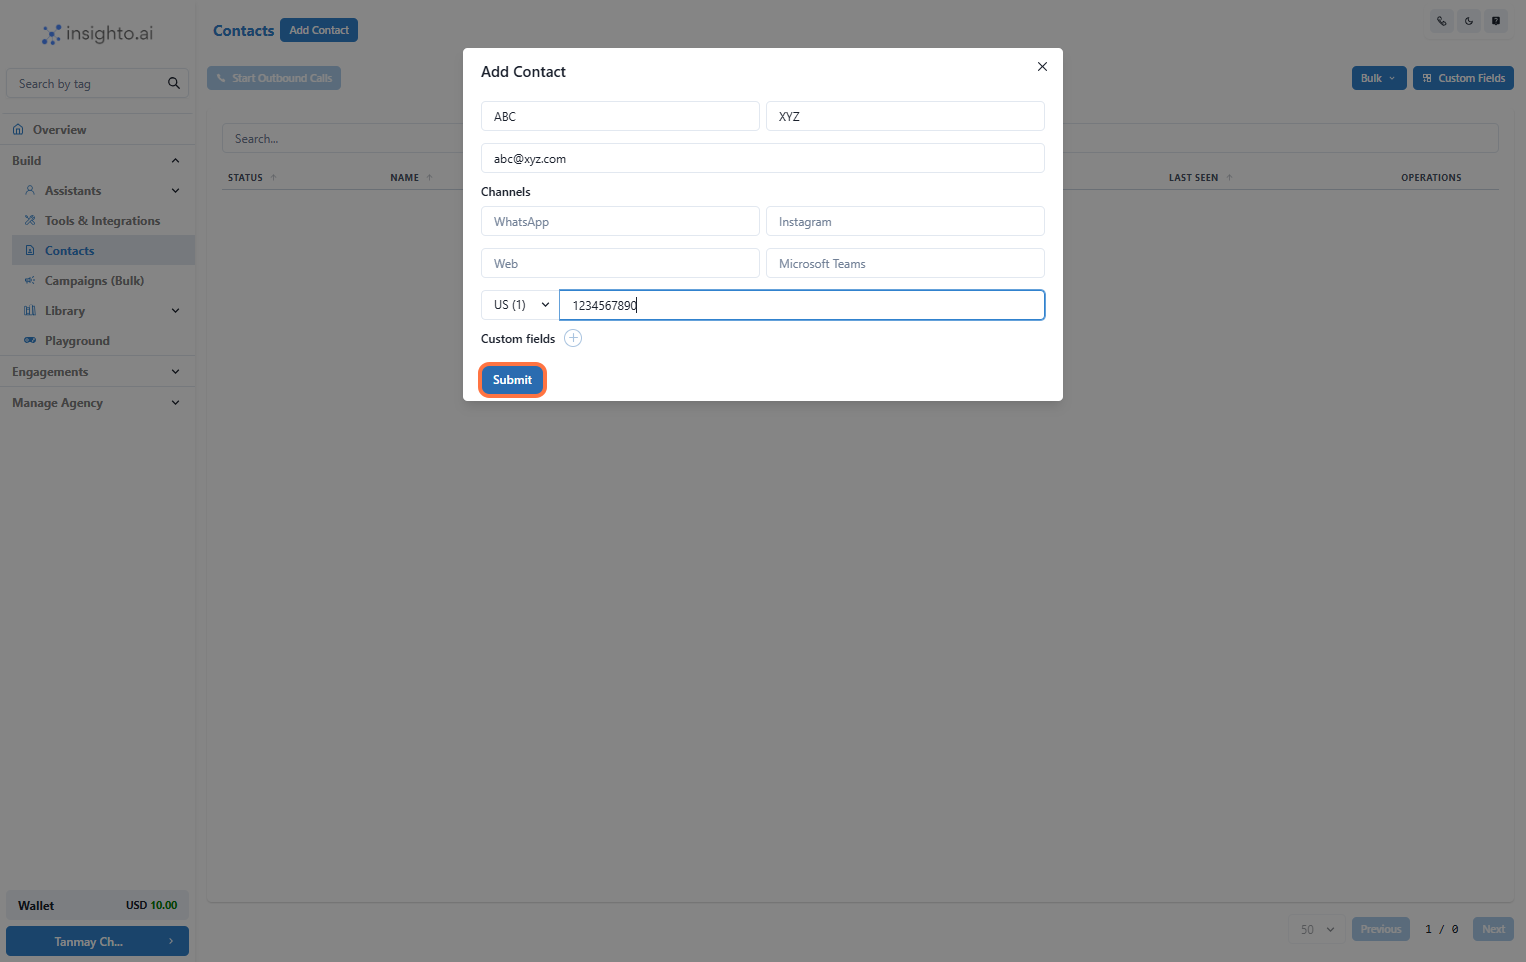 insighto.ai
Contacts
Add Contact
Search by tag
Start Outbound Calls
Bulk
Custom Fields
Overview
Build
Assistants
Tools & Integrations
Contacts
Campaigns (Bulk)
Library
Playground
Engagements
Manage Agency
Search...
STATUS NAME LAST SEEN OPERATIONS
Add Contact
ABC XYZ
abc@xyz.com
Channels
WhatsApp Instagram
Web Microsoft Teams
US (1) 1234567890
Custom fields
Submit
Wallet USD 10.00
Tanmay Ch...
50 Previous 1 / 0 Next